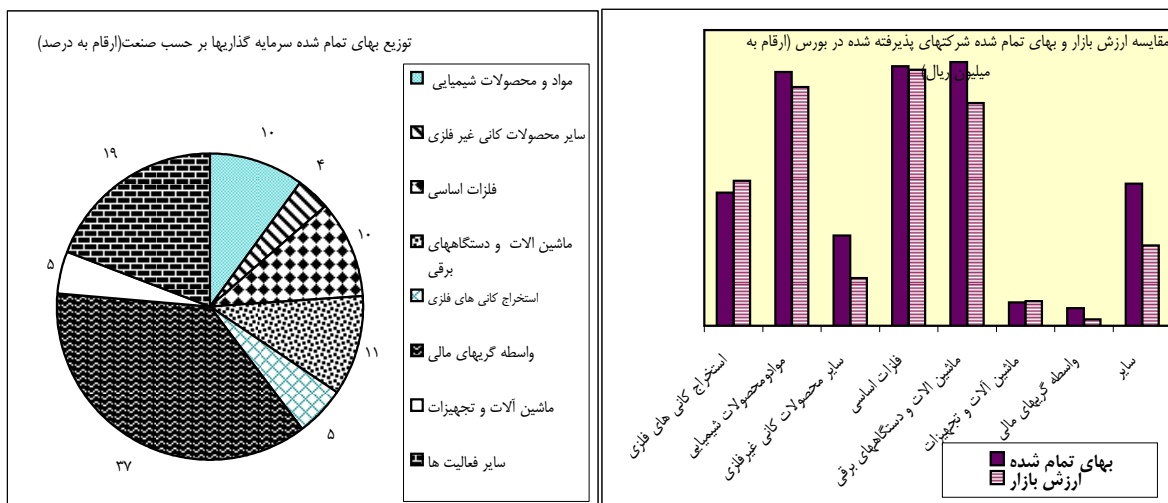 توزیع بهای تمام شده سرمایه گذاریها بر حسب صنعت(ارقام به درصد)
مواد و محصولات شیمیایی
سایر محصولات کانی غیر فلزی
فلزات اساسی
ماشین الات و دستگاههای
برقی
استخراج کانی های فلزی
واسطه گریهای مالی
ماشین آلات و تجهیزات
سایر فعالیت ها
۱۰
۴
۱۰
۱۱
۵
۳۷
۵
۱۹
مقایسه ارزش بازار و بهای تمام شده شرکتهای پذیرفته شده در بورس (ارقام به
میلیون ریال)
استخراج کانی های فلزی
موادومحصولات شیمیایی
سایر محصولات کانی غیرفلزی
فلزات اساسی
ماشین الات و دستگاههای برقی
ماشین آلات و تجهیزات
واسطه گریهای مالی
سایر
بهای تمام شده
ارزش بازار